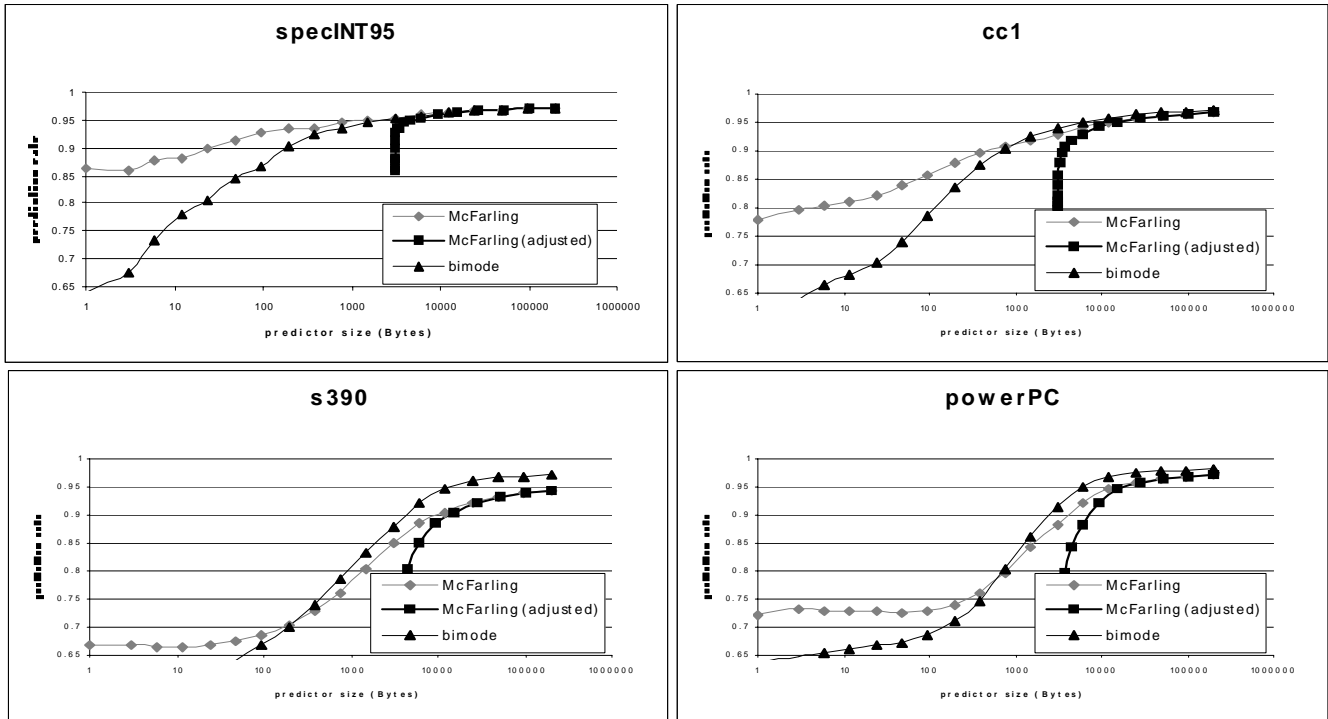 specINT95
1
0.95
0.9
0.85
0.8
0.75
0.7
0.65
1 10 100 1000 10000 100000 1000000
predictor size (Bytes)
McFarling
McFarling (adjusted)
bimode
cc1
1
0.95
0.9
0.85
0.8
0.75
0.7
0.65
1 10 100 1000 10000 100000 1000000
predictor size (Bytes)
McFarling
McFarling (adjusted)
bimode
s390
1
0.95
0.9
0.85
0.8
0.75
0.7
0.65
1 10 100 1000 10000 100000 1000000
predictor size (Bytes)
McFarling
McFarling (adjusted)
bimode
powerPC
1
0.95
0.9
0.85
0.8
0.75
0.7
0.65
1 10 100 1000 10000 100000 1000000
predictor size (Bytes)
McFarling
McFarling (adjusted)
bimode